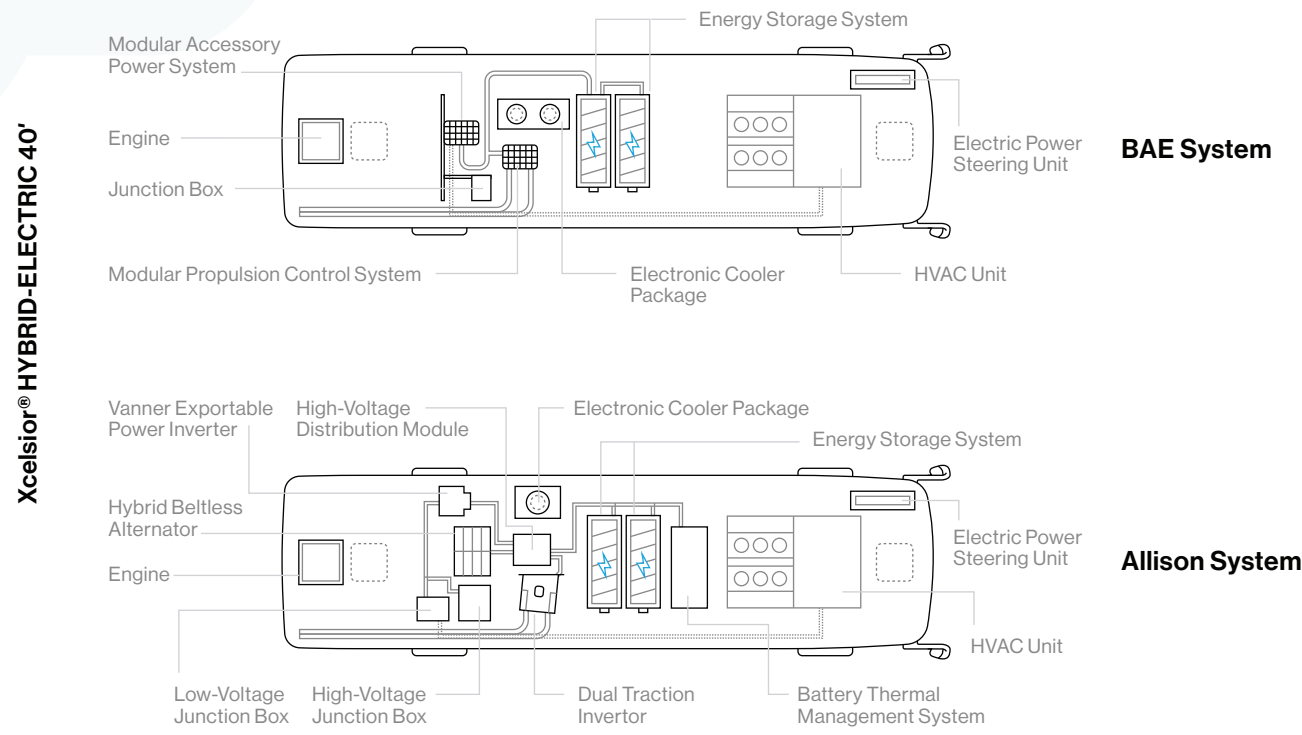 Xcelsior® HYBRID-ELECTRIC 40′
Energy Storage System
Modular Accessory
Power System
Engine
Junction Box
Electric Power
Steering Unit
BAE System
Modular Propulsion Control System
Electronic Cooler
Package
HVAC Unit
Vanner Exportable
Power Inverter
High-Voltage
Distribution Module
Electronic Cooler Package
Energy Storage System
Hybrid Beltless
Alternator
Engine
Electric Power
Steering Unit
Allison System
HVAC Unit
Low-Voltage
Junction Box
High-Voltage
Junction Box
Dual Traction
Invertor
Battery Thermal
Management System